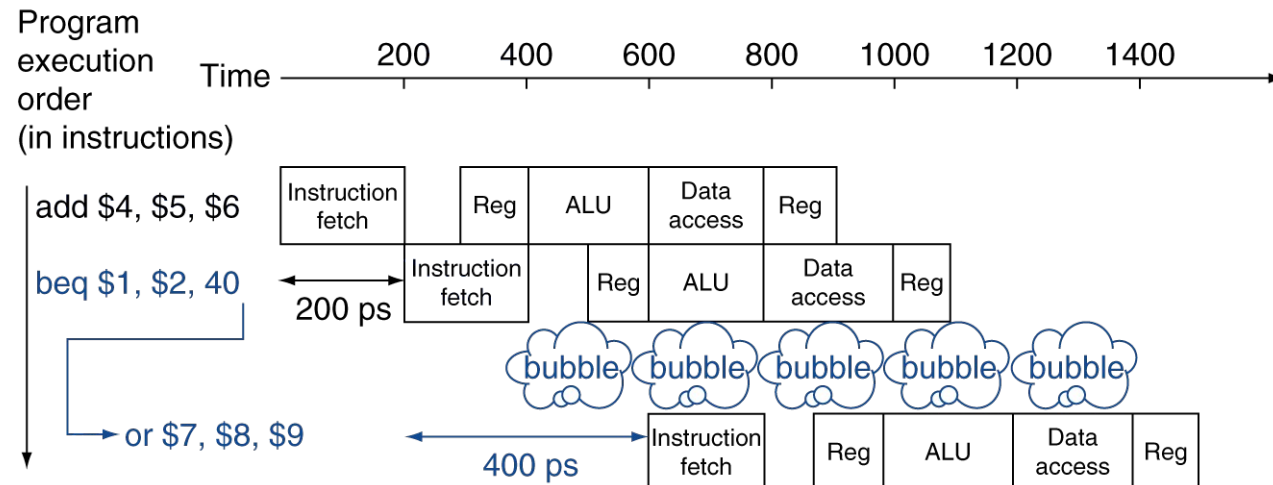 Program
execution
order
(in instructions)
Time
200 400 600 800 1000 1200 1400
add $4, $5, $6
Instruction
fetch
Reg
ALU
Data
access
Reg
beq $1, $2, 40
200 ps
Instruction
fetch
Reg
ALU
Data
access
Reg
bubble bubble bubble bubble bubble
or $7, $8, $9
400 ps
Instruction
fetch
Reg
ALU
Data
access
Reg